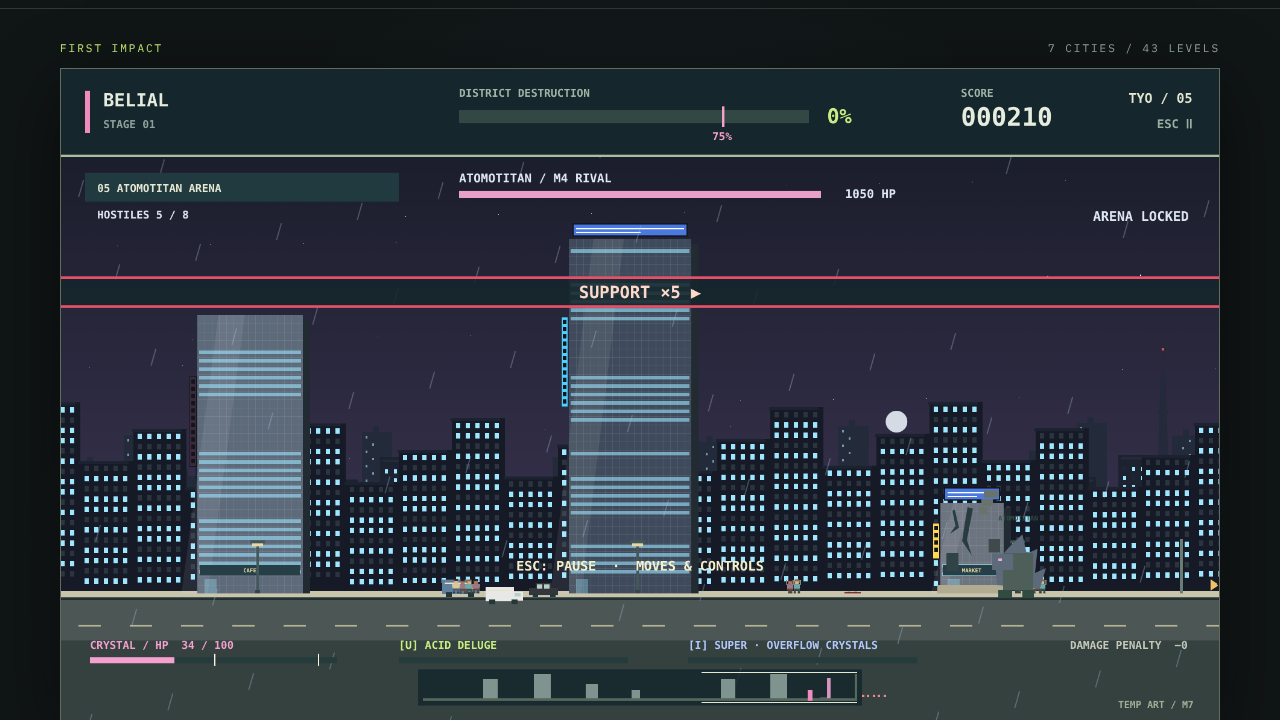 FIRST IMPACT
7 CITIES / 43 LEVELS
BELIAL
STAGE 01
DISTRICT DESTRUCTION
0%
75%
SCORE
000210
TYO / 05
ESC Ⅱ
05 ATOMOTITAN ARENA
HOSTILES 5 / 8
ATOMOTITAN / M4 RIVAL
1050 HP
ARENA LOCKED
SUPPORT ×5 ▶
CAFE
MARKET
ESC: PAUSE · MOVES & CONTROLS
CRYSTAL / HP 34 / 100
[U] ACID DELUGE
[I] SUPER · OVERFLOW CRYSTALS
DAMAGE PENALTY −0
TEMP ART / M7